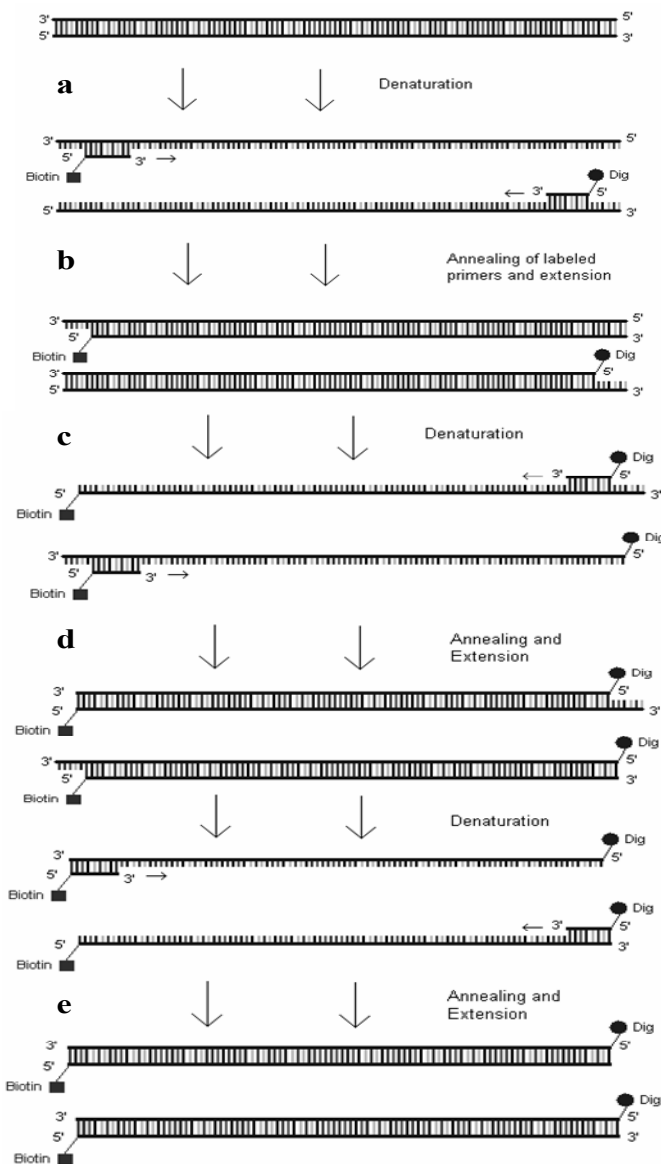 3' 5'
5' 3'
a Denaturation
3' 5'
5' 3' →
Biotin Dig
← 3' 5'
5' 3'
b Annealing of labeled
primers and extension
3' 5'
5' 3'
Biotin Dig
3' 5'
5' 3'
c Denaturation
Dig
← 3' 5'
5' 3'
Biotin
Dig
3' 5'
5' 3' →
Biotin
d Annealing and
Extension
Dig
3' 5'
5' 3'
Biotin
Dig
3' 5'
5' 3'
Biotin
Denaturation
Dig
3' 5'
5' 3' →
Biotin
Dig
← 3' 5'
5' 3'
Biotin
e Annealing and
Extension
Dig
3' 5'
5'
Biotin
Dig
3' 5'
5' 3'
Biotin